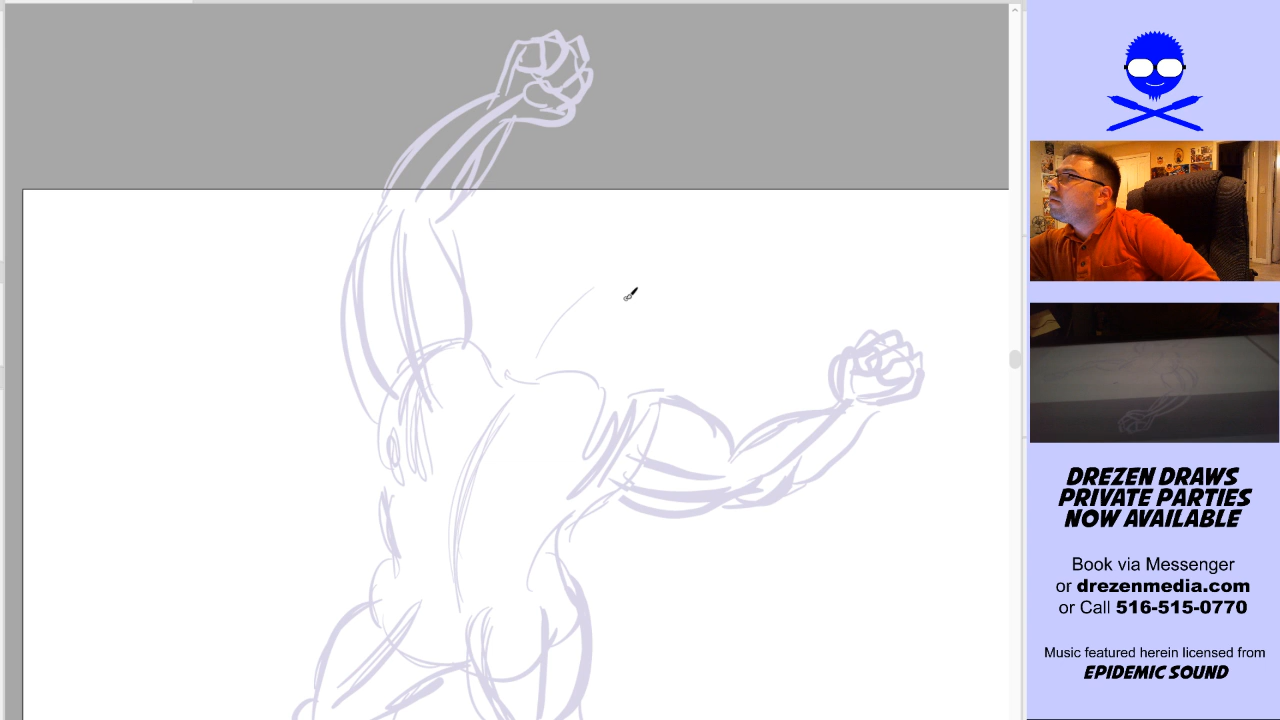 DREZEN DRAWS
PRIVATE PARTIES
NOW AVAILABLE
Book via Messenger
or drezenmedia.com
or Call 516-515-0770
Music featured herein licensed from
EPIDEMIC SOUND